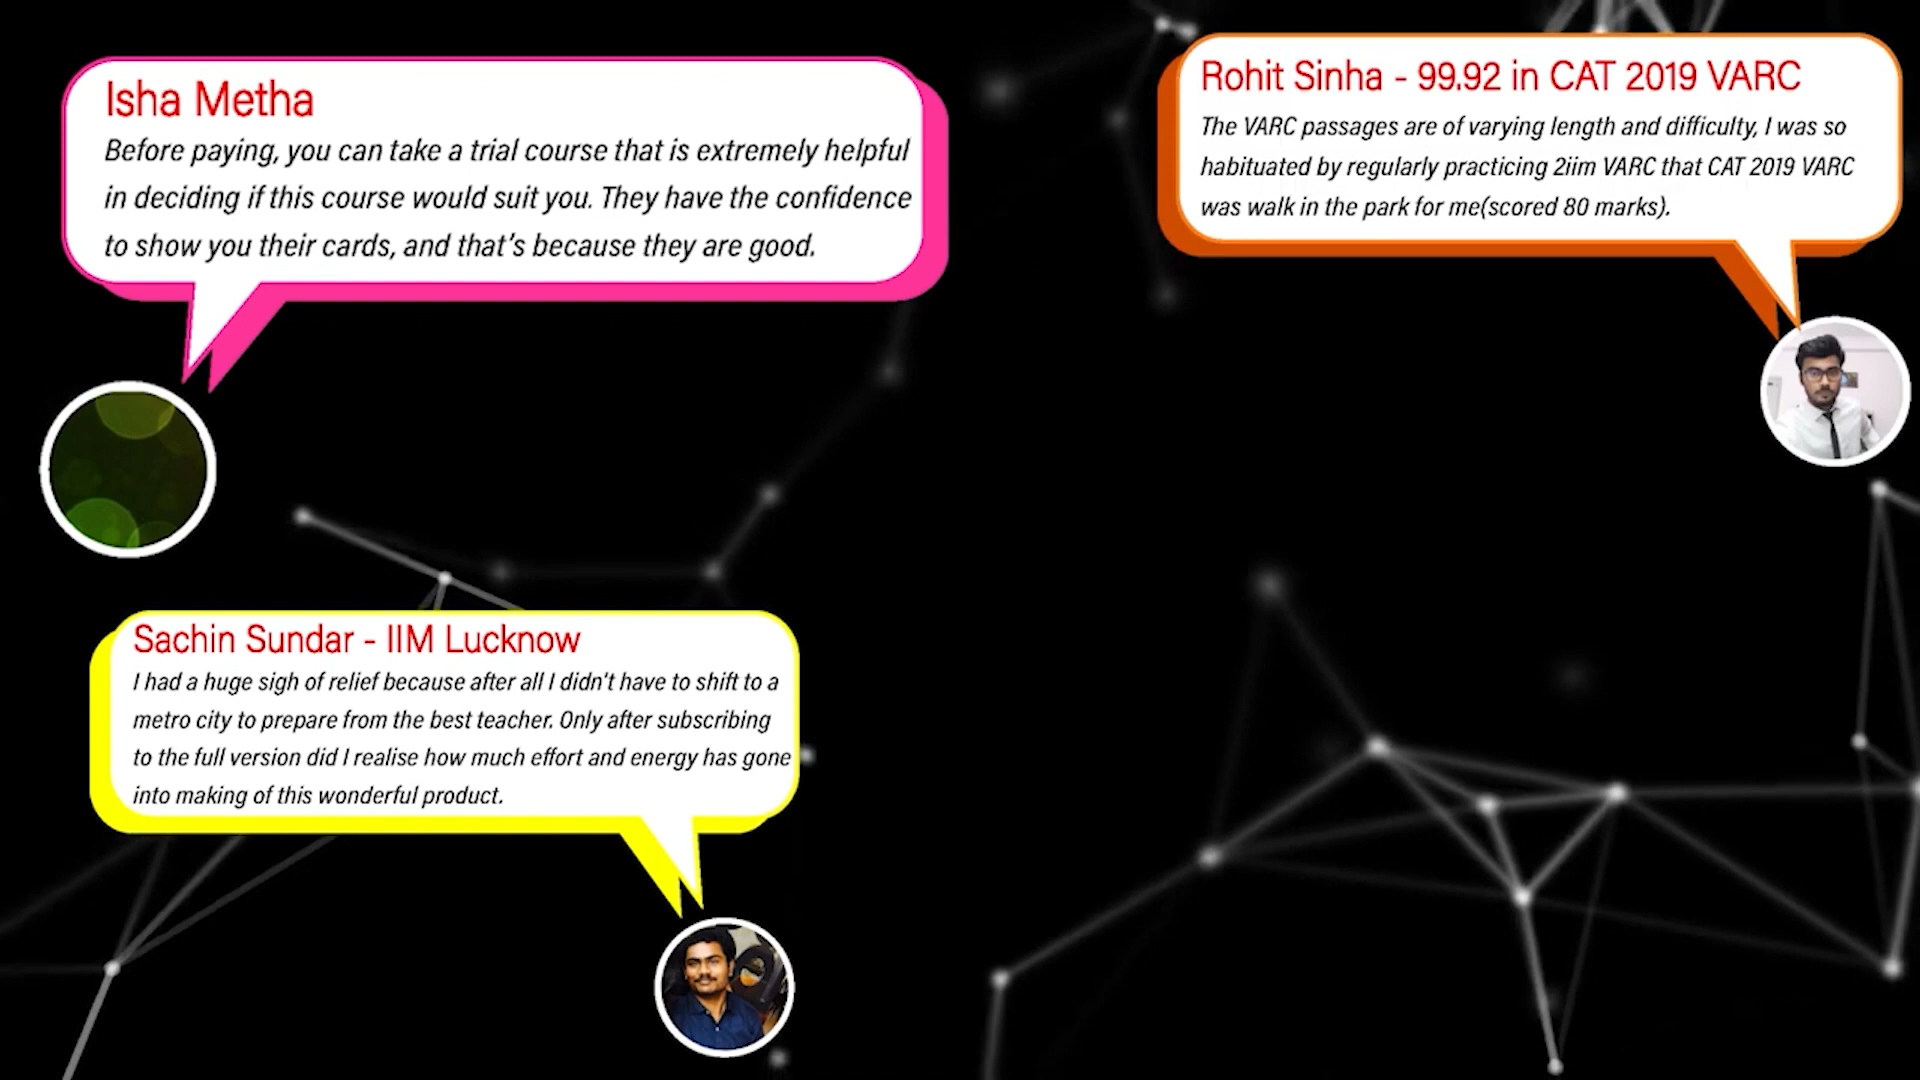 Isha Metha
Before paying, you can take a trial course that is extremely helpful
in deciding if this course would suit you. They have the confidence
to show you their cards, and that's because they are good.
Rohit Sinha - 99.92 in CAT 2019 VARC
The VARC passages are of varying length and difficulty, I was so
habituated by regularly practicing 2iim VARC that CAT 2019 VARC
was walk in the park for me(scored 80 marks).
Sachin Sundar - IIM Lucknow
I had a huge sigh of relief because after all I didn't have to shift to a
metro city to prepare from the best teacher. Only after subscribing
to the full version did I realise how much effort and energy has gone
into making of this wonderful product.